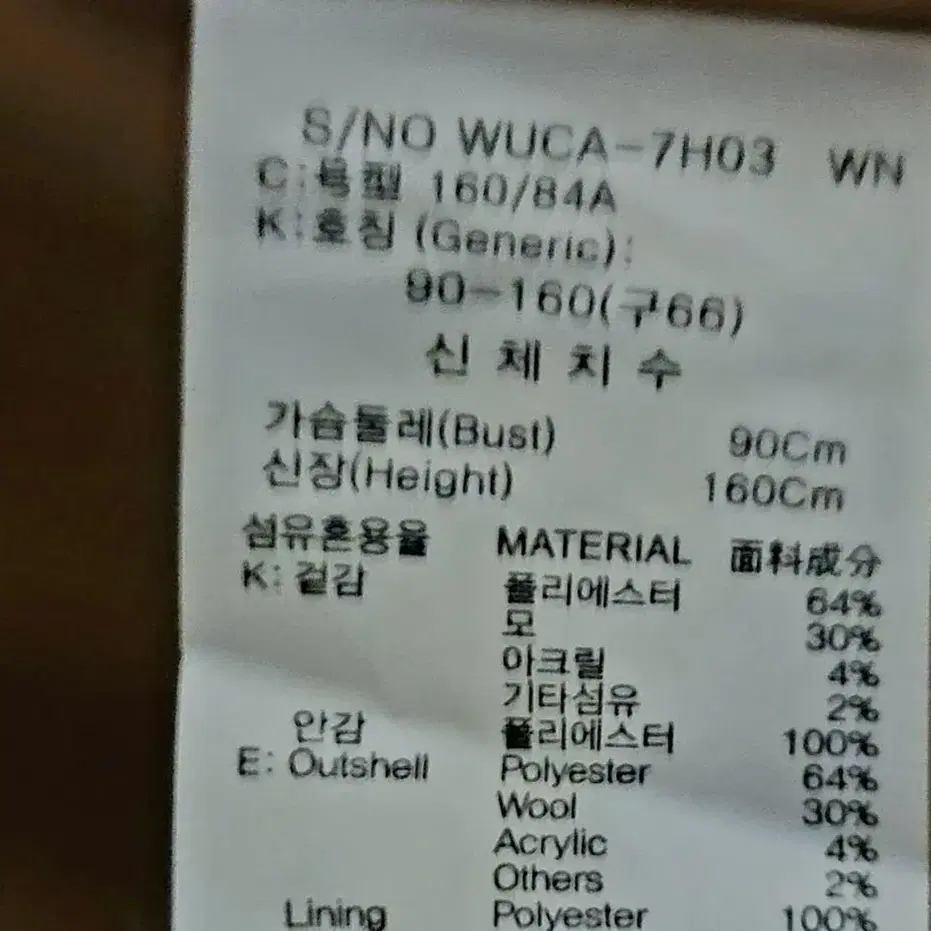 S/NO WUCA-7H03 WN
C:号型 160/84A
K:호칭 (Generic):
90-160(구66)
신체치수
가슴둘레(Bust) 90Cm
신장(Height) 160Cm
섬유혼용율 MATERIAL 面料成分
K: 겉감 폴리에스터 64%
모 30%
아크릴 4%
기타섬유 2%
안감 폴리에스터 100%
E: Outshell Polyester 64%
Wool 30%
Acrylic 4%
Others 2%
Lining Polyester 100%